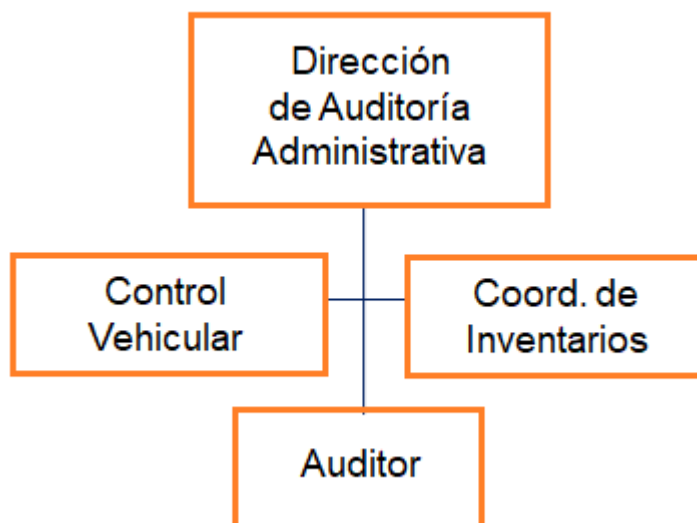 Dirección
de Auditoría
Administrativa
Control
Vehicular
Coord. de
Inventarios
Auditor